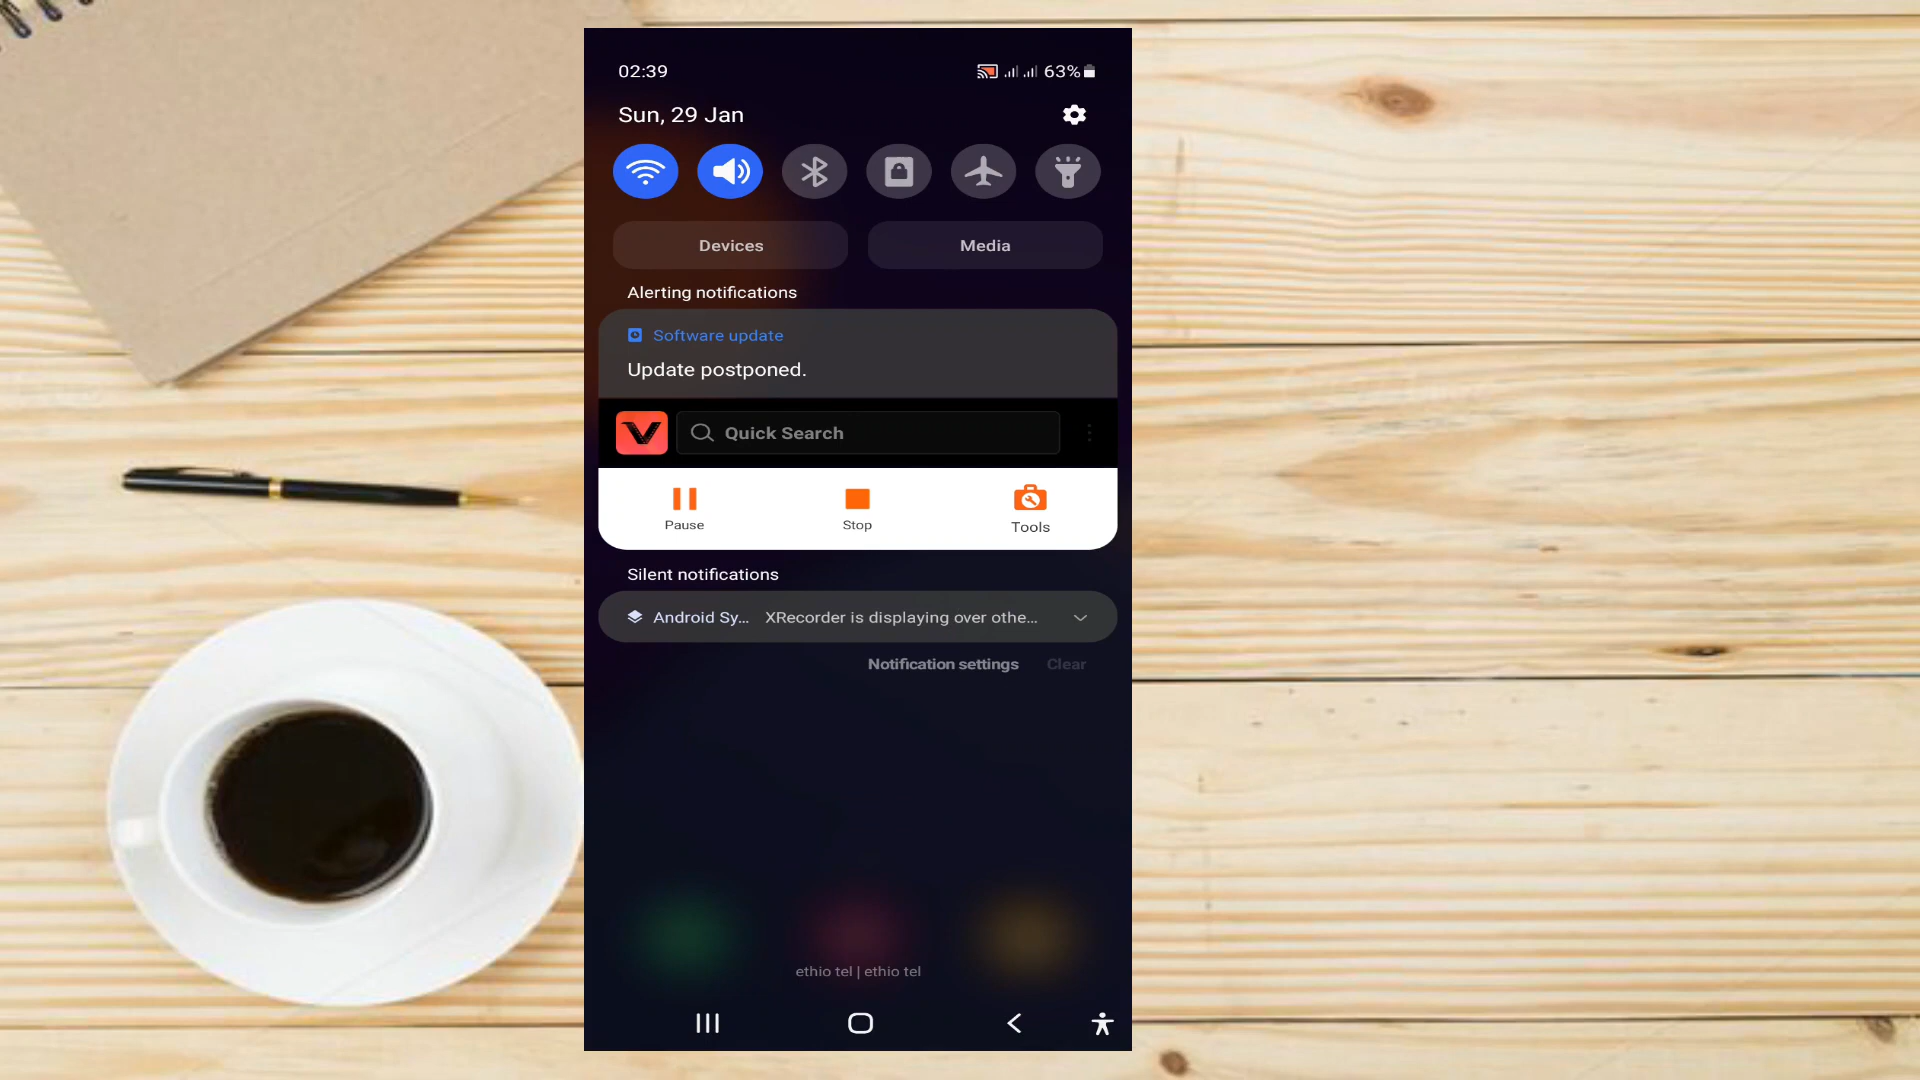 02:39
63%
Sun, 29 Jan
Devices
Media
Alerting notifications
Software update
Update postponed.
Quick Search
Pause
Stop
Tools
Silent notifications
Android Sy... XRecorder is displaying over othe...
Notification settings
Clear
ethio tel | ethio tel